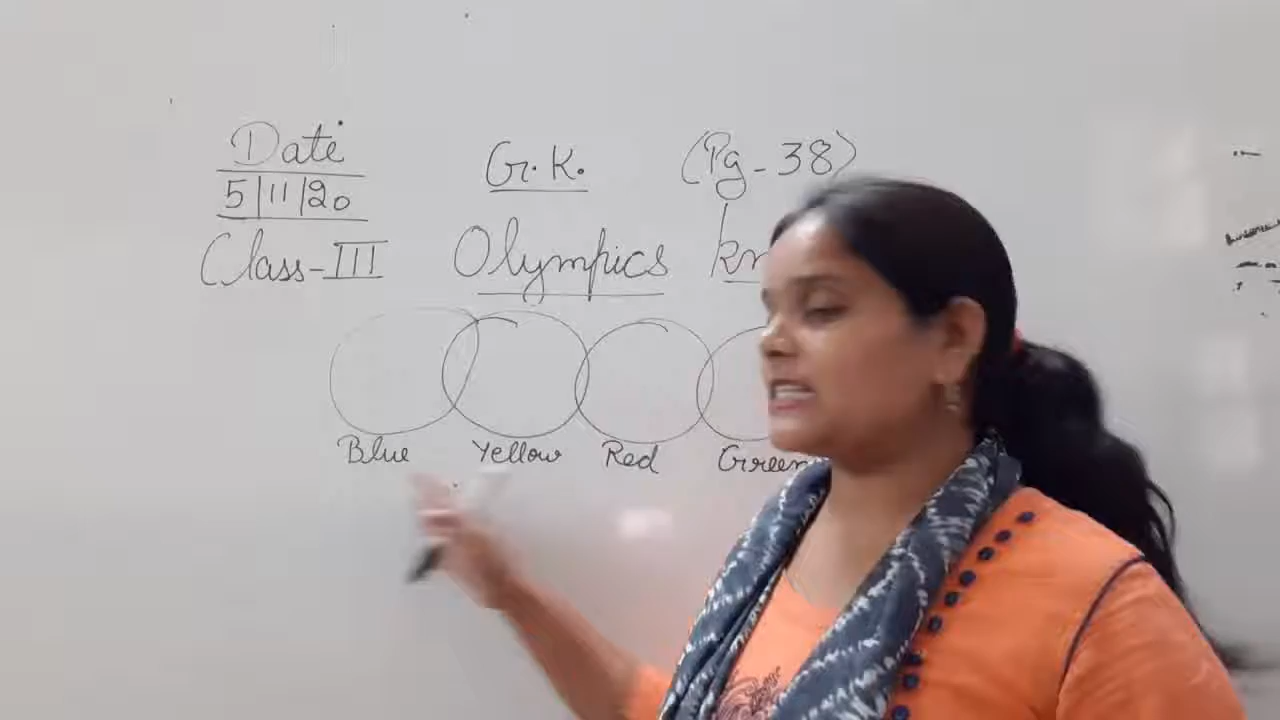 Date
5/11/20
Class-III
G.K. (Pg-38)
Olympics
Blue Yellow Red Green